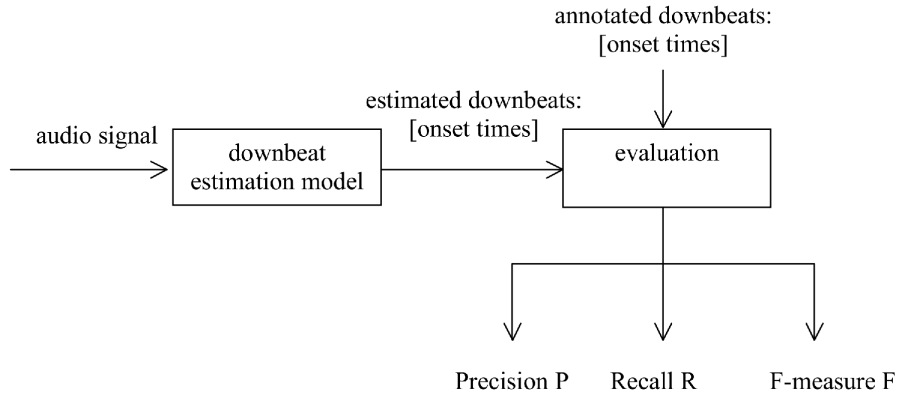 annotated downbeats:
[onset times]
estimated downbeats:
[onset times]
audio signal
downbeat
estimation model
evaluation
Precision P
Recall R
F-measure F